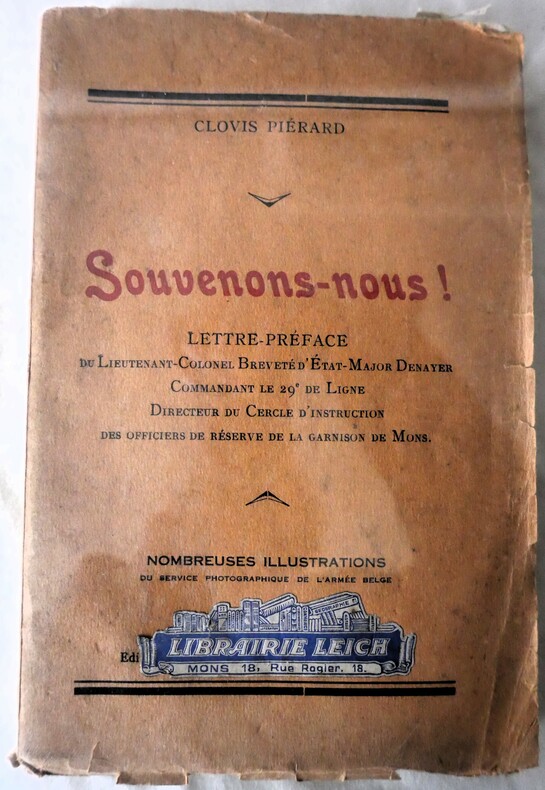 CLOVIS PIÉRARD
Souvenons-nous !
LETTRE-PRÉFACE
DU LIEUTENANT-COLONEL BREVETÉ D'ÉTAT-MAJOR DENAYER
COMMANDANT LE 29e DE LIGNE
DIRECTEUR DU CERCLE D'INSTRUCTION
DES OFFICIERS DE RÉSERVE DE LA GARNISON DE MONS.
NOMBREUSES ILLUSTRATIONS
DU SERVICE PHOTOGRAPHIQUE DE L'ARMÉE BELGE
GEOGRAPHIE
LIBRAIRIE LEICH
Edi
MONS 18, Rue Rogier. 18.